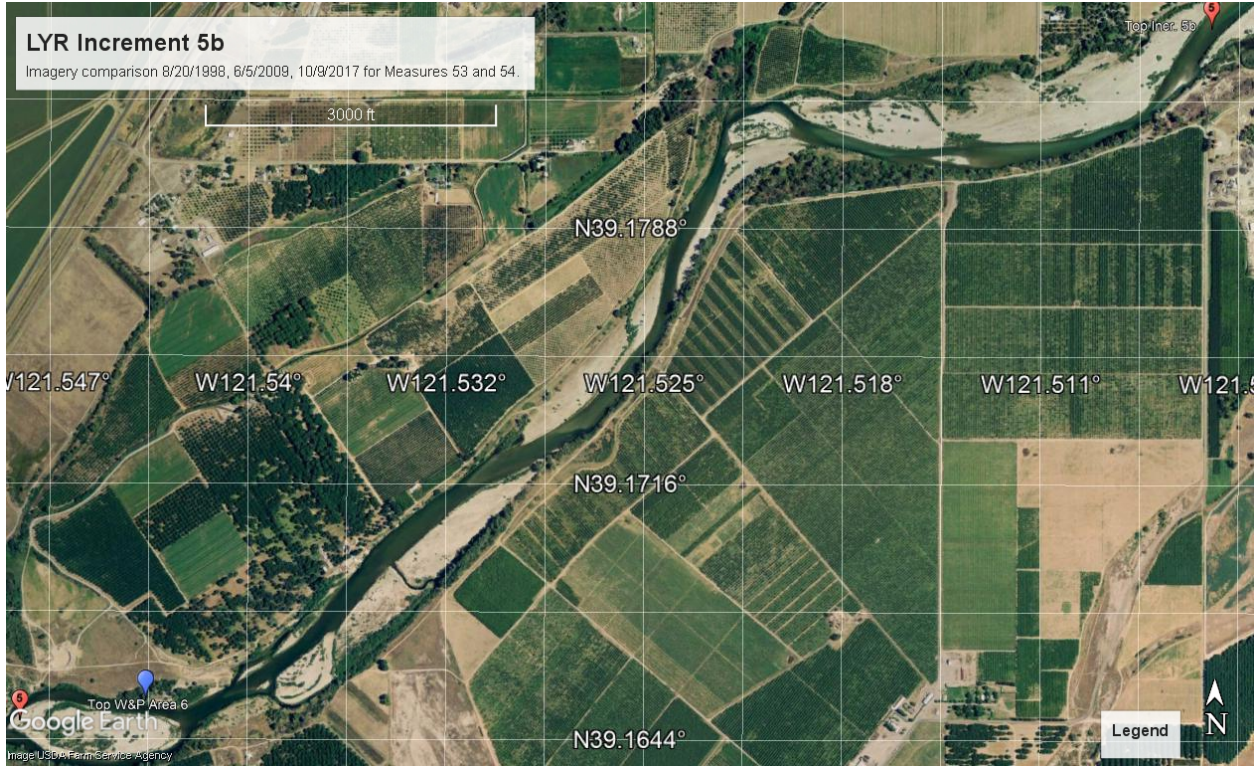 LYR Increment 5b
Imagery comparison 8/20/1998, 6/5/2009, 10/9/2017 for Measures 53 and 54.
3000 ft
5
Top Incr. 5b
N39.1788°
W121.547°
W121.54°
W121.532°
W121.525°
W121.518°
W121.511°
N39.1716°
5
Top W&P Area 6
Google Earth
N39.1644°
Legend
N
Image USDA Farm Service Agency